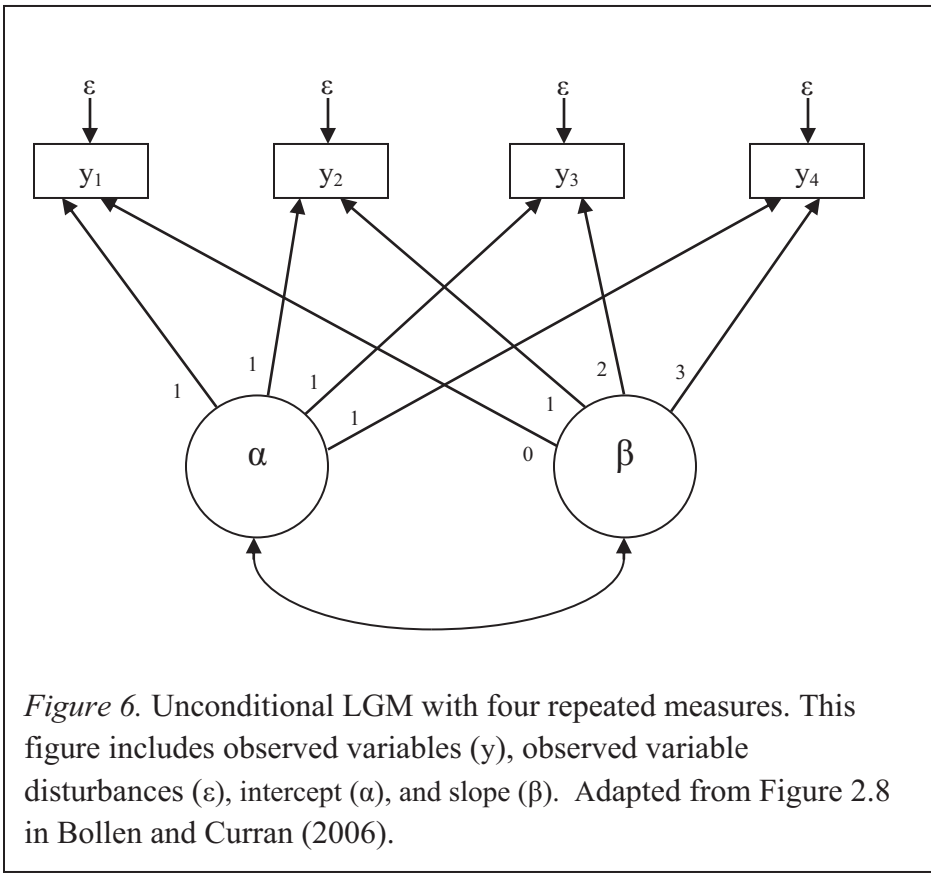 ε ε ε ε
y₁ y₂ y₃ y₄
1 1 1 1 0 1 2 3
α β
Figure 6. Unconditional LGM with four repeated measures. This
figure includes observed variables (y), observed variable
disturbances (ε), intercept (α), and slope (β). Adapted from Figure 2.8
in Bollen and Curran (2006).